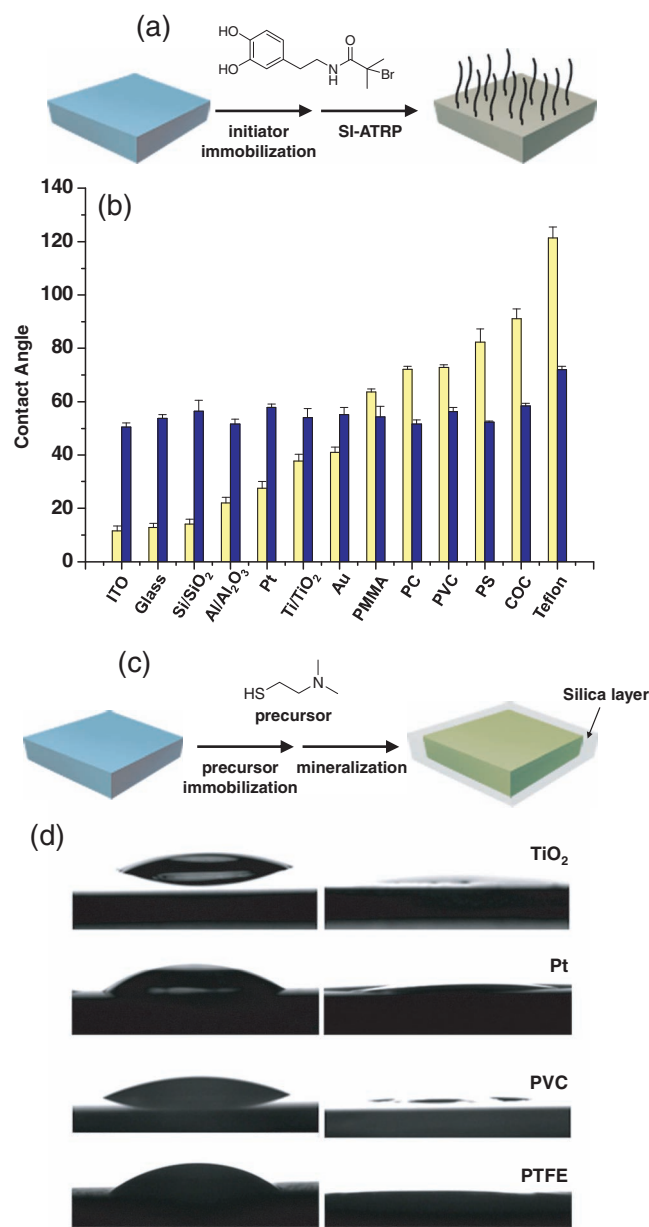 (a)
HO
HO
N
H
O
Br
initiator
immobilization
SI-ATRP
(b)
140
120
100
80
60
40
20
0
Contact Angle
ITO
Glass
Si/SiO₂
Al/Al₂O₃
Pt
Ti/TiO₂
Au
PMMA
PC
PVC
PS
COC
Teflon
(c)
HS
N
precursor
Silica layer
precursor
immobilization
mineralization
(d)
TiO₂
Pt
PVC
PTFE